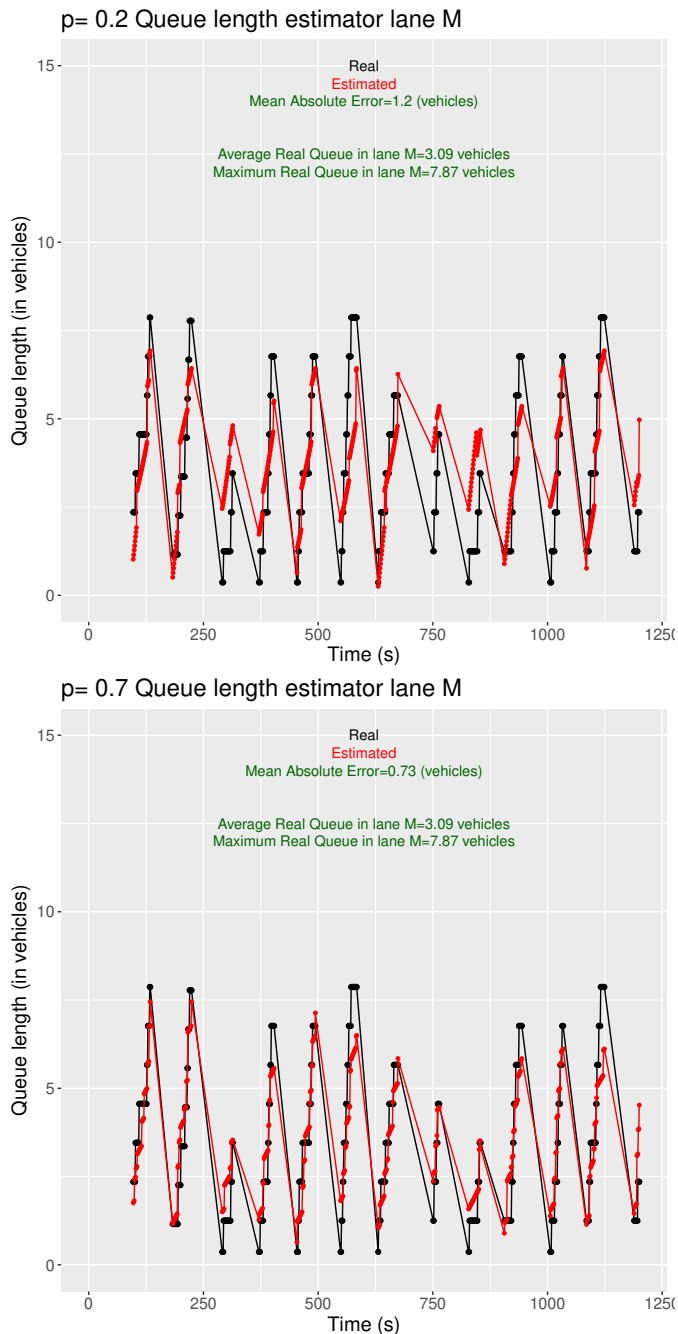 p= 0.2 Queue length estimator lane M
15
Real
Estimated
Mean Absolute Error=1.2 (vehicles)
Average Real Queue in lane M=3.09 vehicles
Maximum Real Queue in lane M=7.87 vehicles
10
Queue length (in vehicles)
5
0
0 250 500 750 1000 1250
Time (s)
p= 0.7 Queue length estimator lane M
15
Real
Estimated
Mean Absolute Error=0.73 (vehicles)
Average Real Queue in lane M=3.09 vehicles
Maximum Real Queue in lane M=7.87 vehicles
10
Queue length (in vehicles)
5
0
0 250 500 750 1000 1250
Time (s)